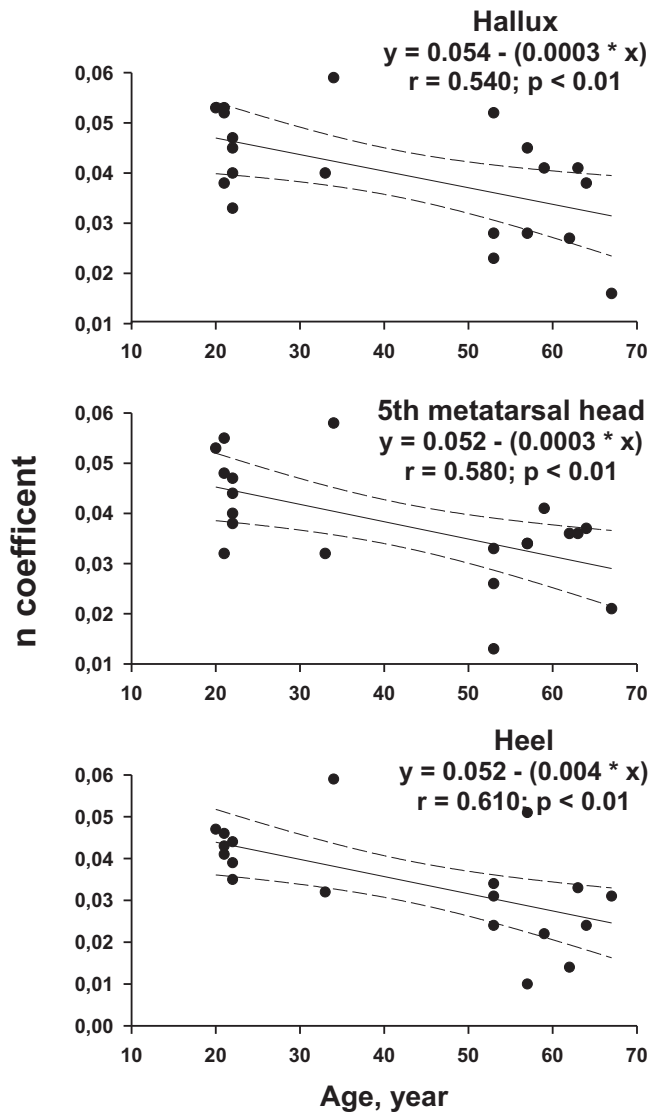 Hallux
y = 0.054 - (0.0003 * x)
r = 0.540; p < 0.01
0,06
0,05
0,04
0,03
0,02
0,01
10 20 30 40 50 60 70
5th metatarsal head
y = 0.052 - (0.0003 * x)
r = 0.580; p < 0.01
0,06
0,05
0,04
0,03
0,02
0,01
10 20 30 40 50 60 70
n coefficent
Heel
y = 0.052 - (0.004 * x)
r = 0.610; p < 0.01
0,06
0,05
0,04
0,03
0,02
0,01
0,00
10 20 30 40 50 60 70
Age, year